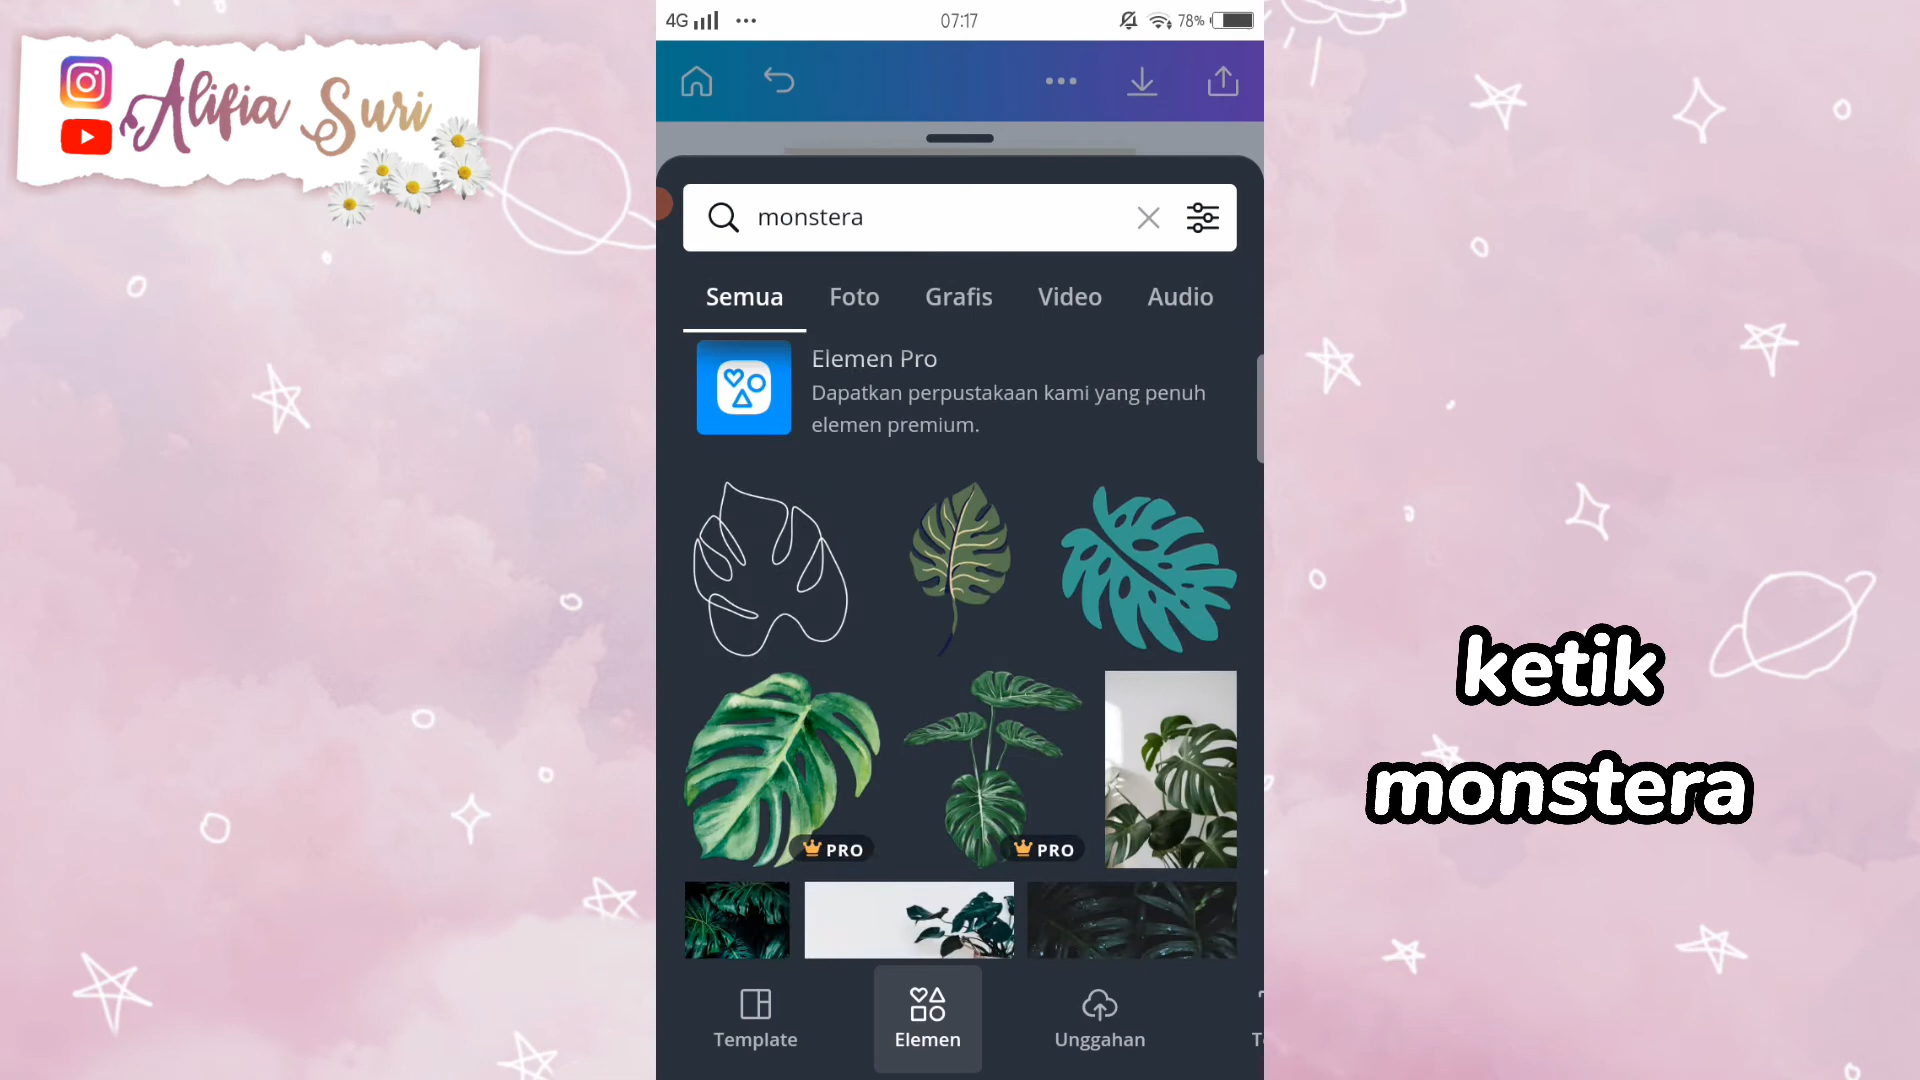 Alifia Suri
4G
07:17
78%
monstera
Semua Foto Grafis Video Audio
Elemen Pro
Dapatkan perpustakaan kami yang penuh
elemen premium.
PRO PRO
ketik
monstera
Template Elemen Unggahan